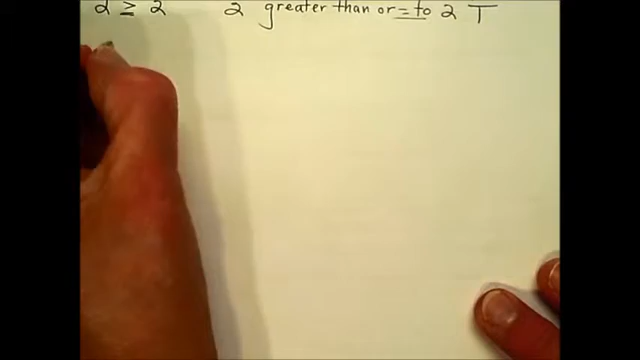 2 ≥ 2 2 greater than or = to 2 T